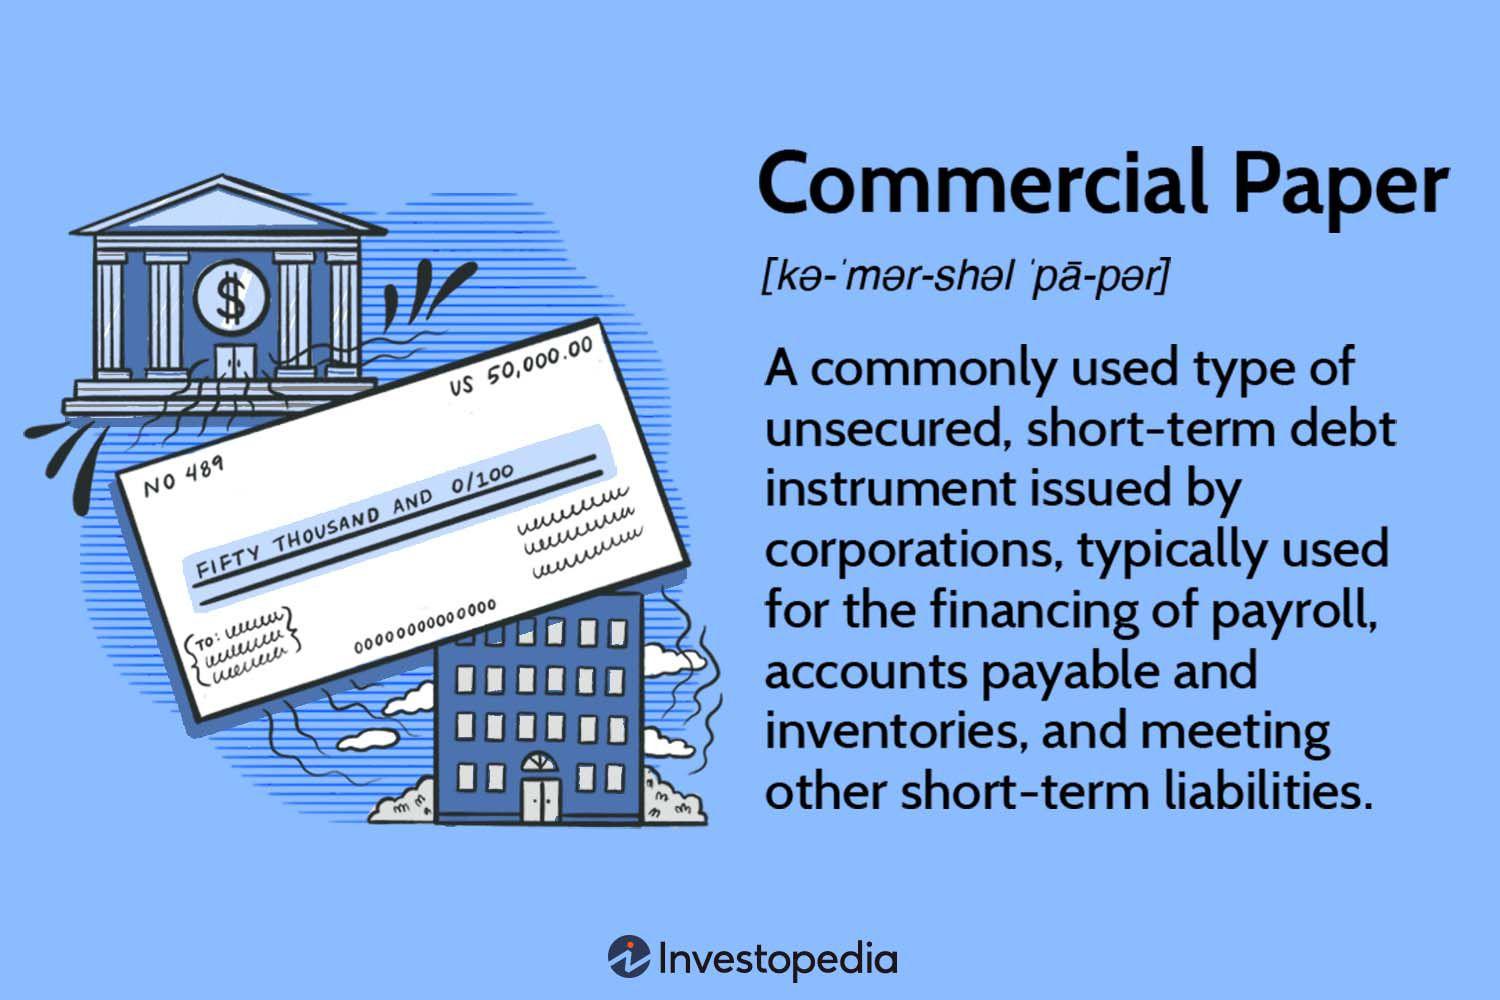 Commercial Paper
[kə-ˈmər-shəl ˈpā-pər]
A commonly used type of
unsecured, short-term debt
instrument issued by
corporations, typically used
for the financing of payroll,
accounts payable and
inventories, and meeting
other short-term liabilities.
$
US 50,000.00
NO 489
FIFTY THOUSAND AND 0/100
TO:
0000000000000
Investopedia